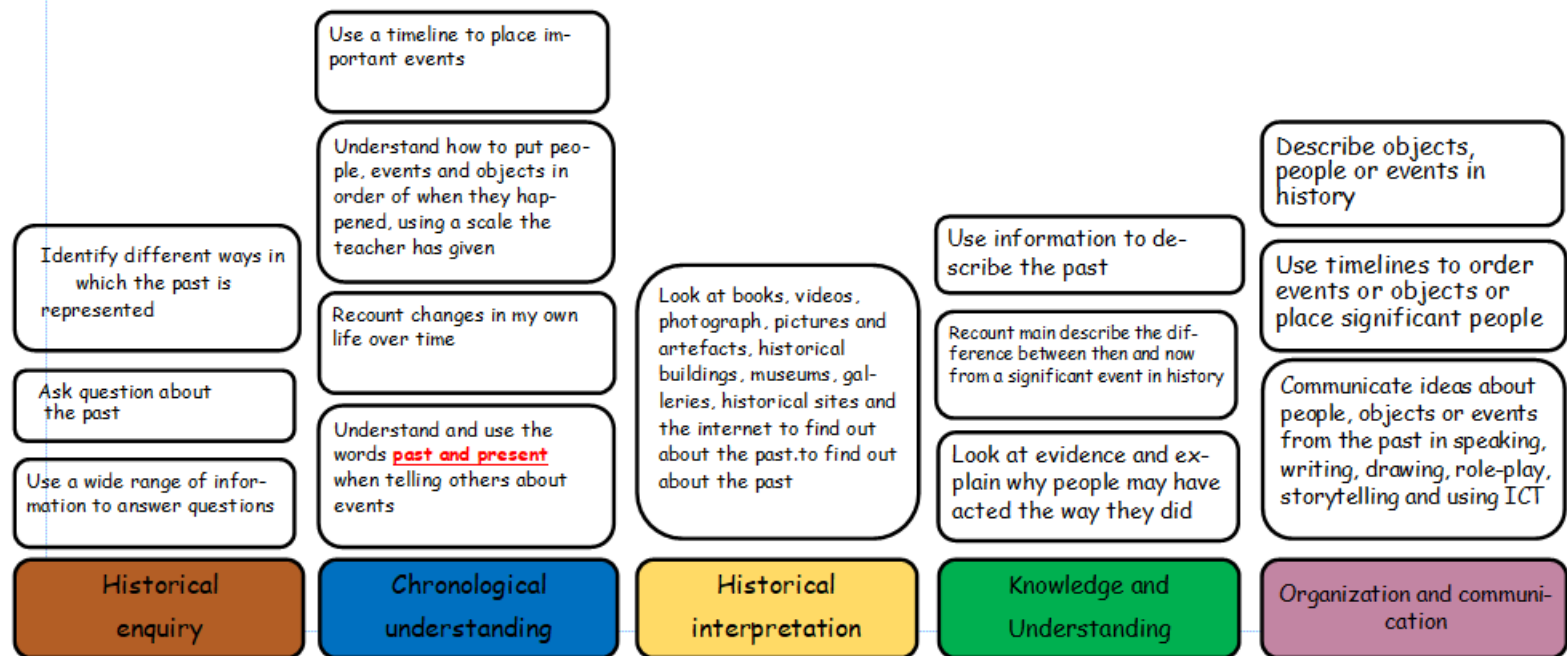 Identify different ways in
which the past is
represented
Ask question about
the past
Use a wide range of infor-
mation to answer questions
Historical
enquiry
Use a timeline to place im-
portant events
Understand how to put peo-
ple, events and objects in
order of when they hap-
pened, using a scale the
teacher has given
Recount changes in my own
life over time
Understand and use the
words past and present
when telling others about
events
Chronological
understanding
Look at books, videos,
photograph, pictures and
artefacts, historical
buildings, museums, gal-
leries, historical sites and
the internet to find out
about the past.to find out
about the past
Historical
interpretation
Use information to de-
scribe the past
Recount main describe the dif-
ference between then and now
from a significant event in history
Look at evidence and ex-
plain why people may have
acted the way they did
Knowledge and
Understanding
Describe objects,
people or events in
history
Use timelines to order
events or objects or
place significant people
Communicate ideas about
people, objects or events
from the past in speaking,
writing, drawing, role-play,
storytelling and using ICT
Organization and communi-
cation